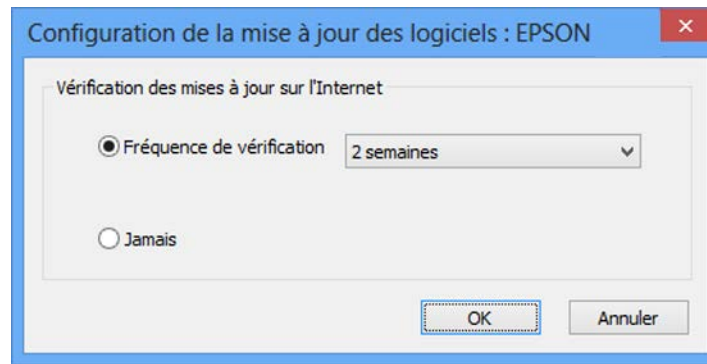 Configuration de la mise à jour des logiciels : EPSON
Vérification des mises à jour sur l'Internet
Fréquence de vérification 2 semaines
Jamais
OK Annuler